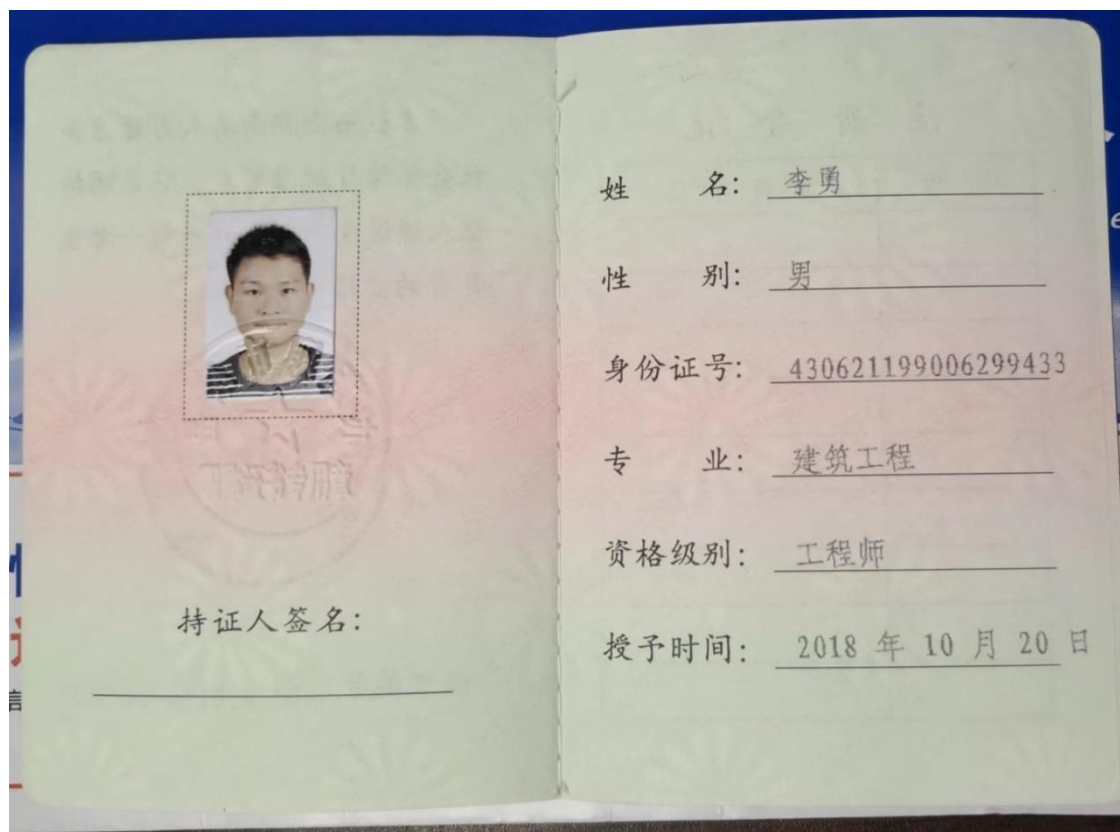 持证人签名：
姓 名： 李勇
性 别： 男
身份证号： 430621199006299433
专 业： 建筑工程
资格级别： 工程师
授予时间： 2018 年 10 月 20 日